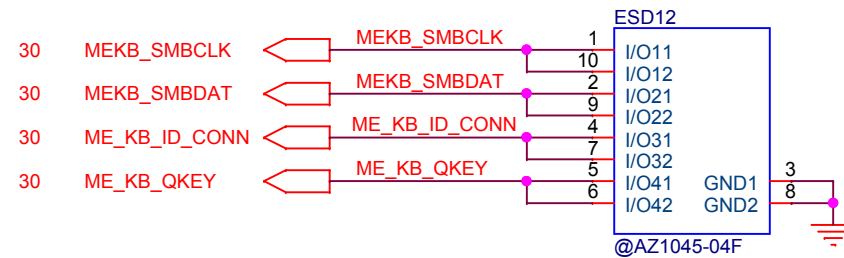 ESD12
30 MEKB_SMBCLK MEKB_SMBCLK 1 I/O11
10 I/O12
30 MEKB_SMBDAT MEKB_SMBDAT 2 I/O21
9 I/O22
30 ME_KB_ID_CONN ME_KB_ID_CONN 4 I/O31
7 I/O32
30 ME_KB_QKEY ME_KB_QKEY 5 I/O41 GND1 3
6 I/O42 GND2 8
@AZ1045-04F